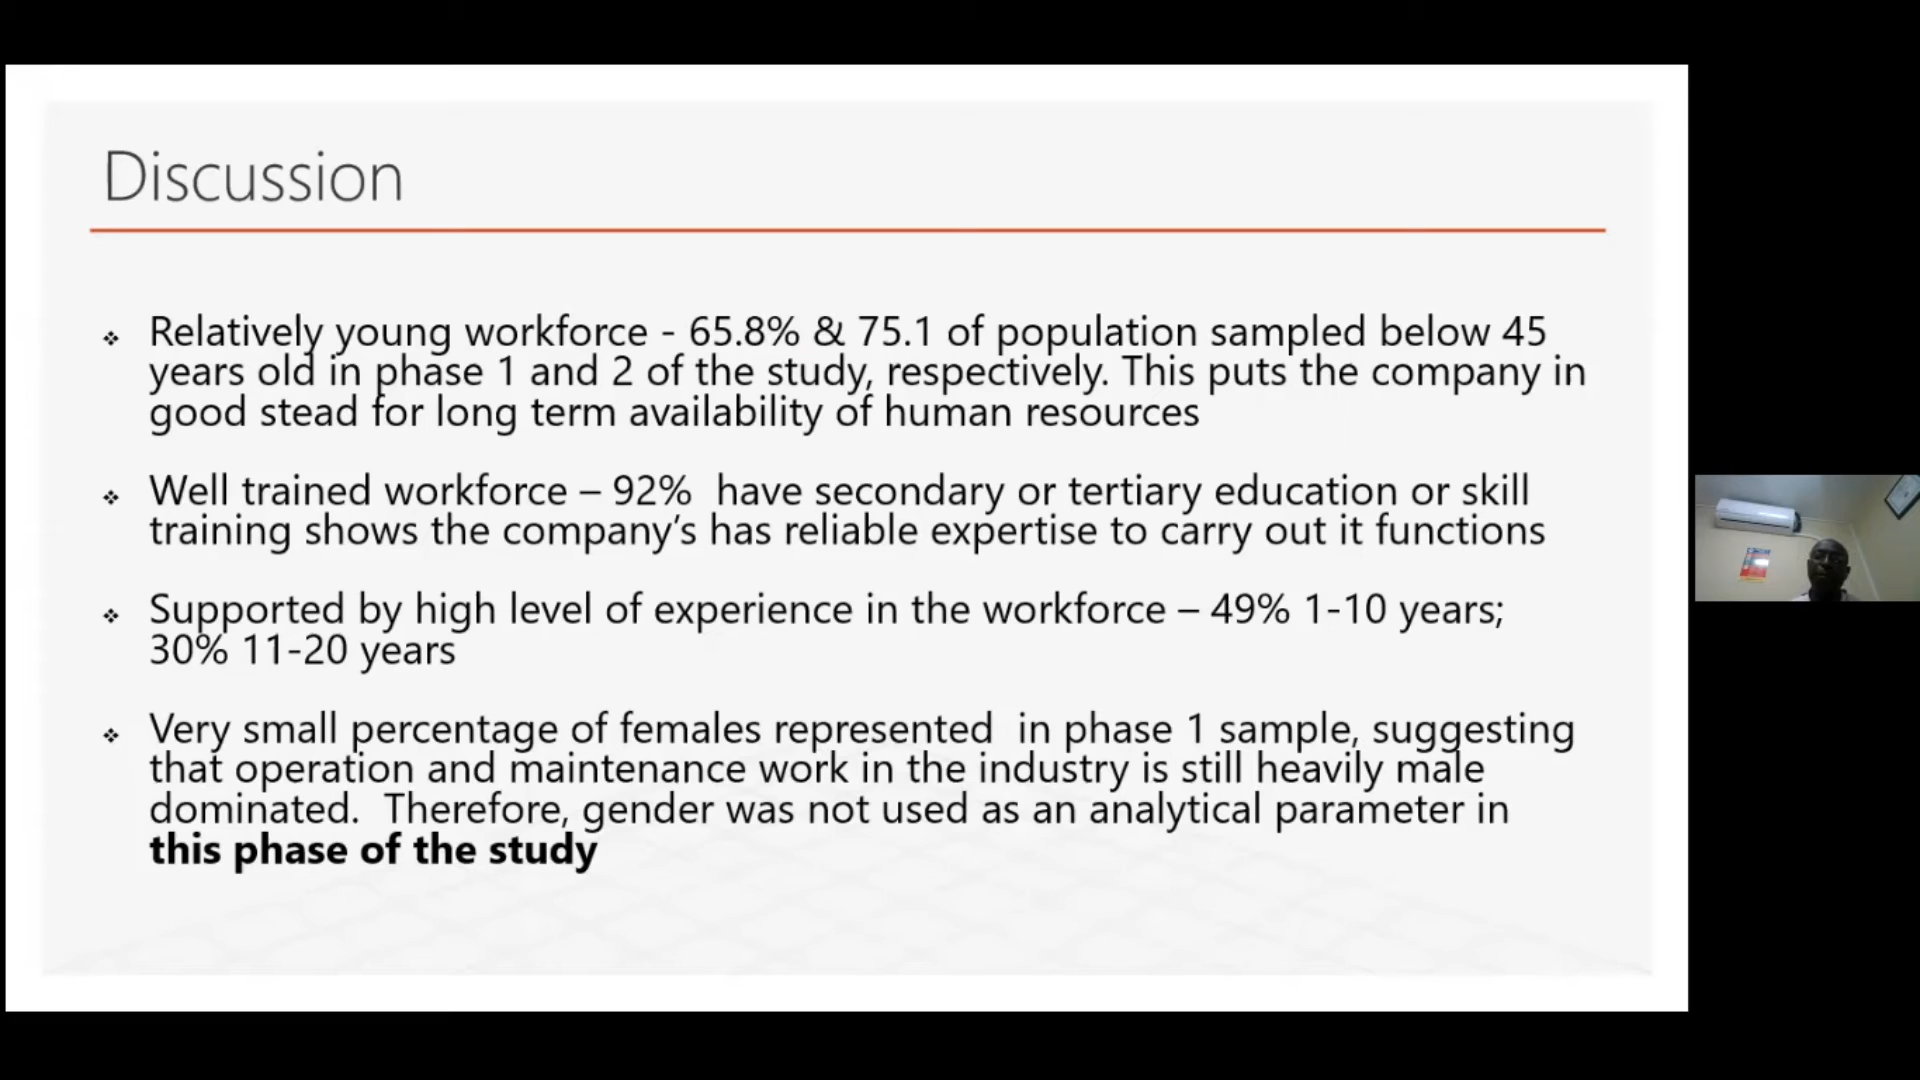 Discussion
❖ Relatively young workforce - 65.8% & 75.1 of population sampled below 45
years old in phase 1 and 2 of the study, respectively. This puts the company in
good stead for long term availability of human resources
❖ Well trained workforce – 92%  have secondary or tertiary education or skill
training shows the company’s has reliable expertise to carry out it functions
❖ Supported by high level of experience in the workforce – 49% 1-10 years;
30% 11-20 years
❖ Very small percentage of females represented  in phase 1 sample, suggesting
that operation and maintenance work in the industry is still heavily male
dominated.  Therefore, gender was not used as an analytical parameter in
this phase of the study